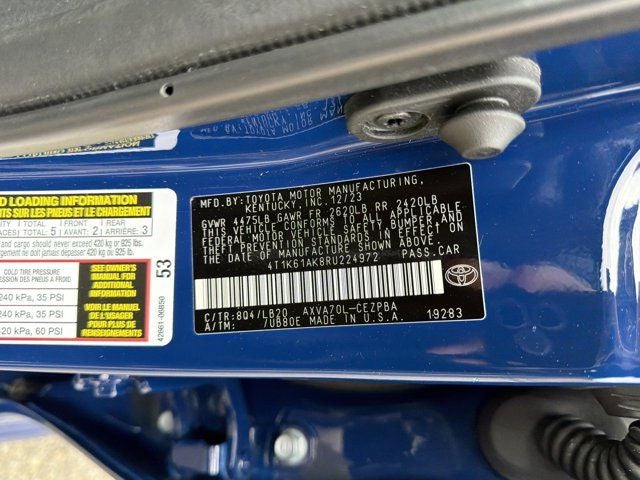 MFD.BY:TOYOTA MOTOR MANUFACTURING,
KENTUCKY, INC. 12/23
GVWR 4475LB GAWR FR 2620LB RR 2420LB
THIS VEHICLE CONFORMS TO ALL APPLICABLE
FEDERAL MOTOR VEHICLE SAFETY, BUMPER, AND
THEFT PREVENTION STANDARDS IN EFFECT ON
THE DATE OF MANUFACTURE SHOWN ABOVE.
4T1K61AK8RU224972 PASS.CAR
C/TR:8Q4/LB20 AXVA70L-CEZPBA
A/TM: /UB80E MADE IN U.S.A. 19283
D LOADING INFORMATION
NTS SUR LES PNEUS ET LE CHARGEMENT
TOTAL 5 FRONT AVANT 2 REAR ARRIÈRE 3
and cargo should never exceed 420 kg or 925 lbs.
ne doit jamais dépasser 420 kg ou 925 lb.
COLD TIRE PRESSURE
240 kPa, 35 PSI
240 kPa, 35 PSI
420 kPa, 60 PSI
SEE OWNER'S
MANUAL FOR
ADDITIONAL
INFORMATION
VOIR LE MANUEL
DE L'USAGER
POUR PLUS DE
RENSEIGNEMENTS
53
42661-06850